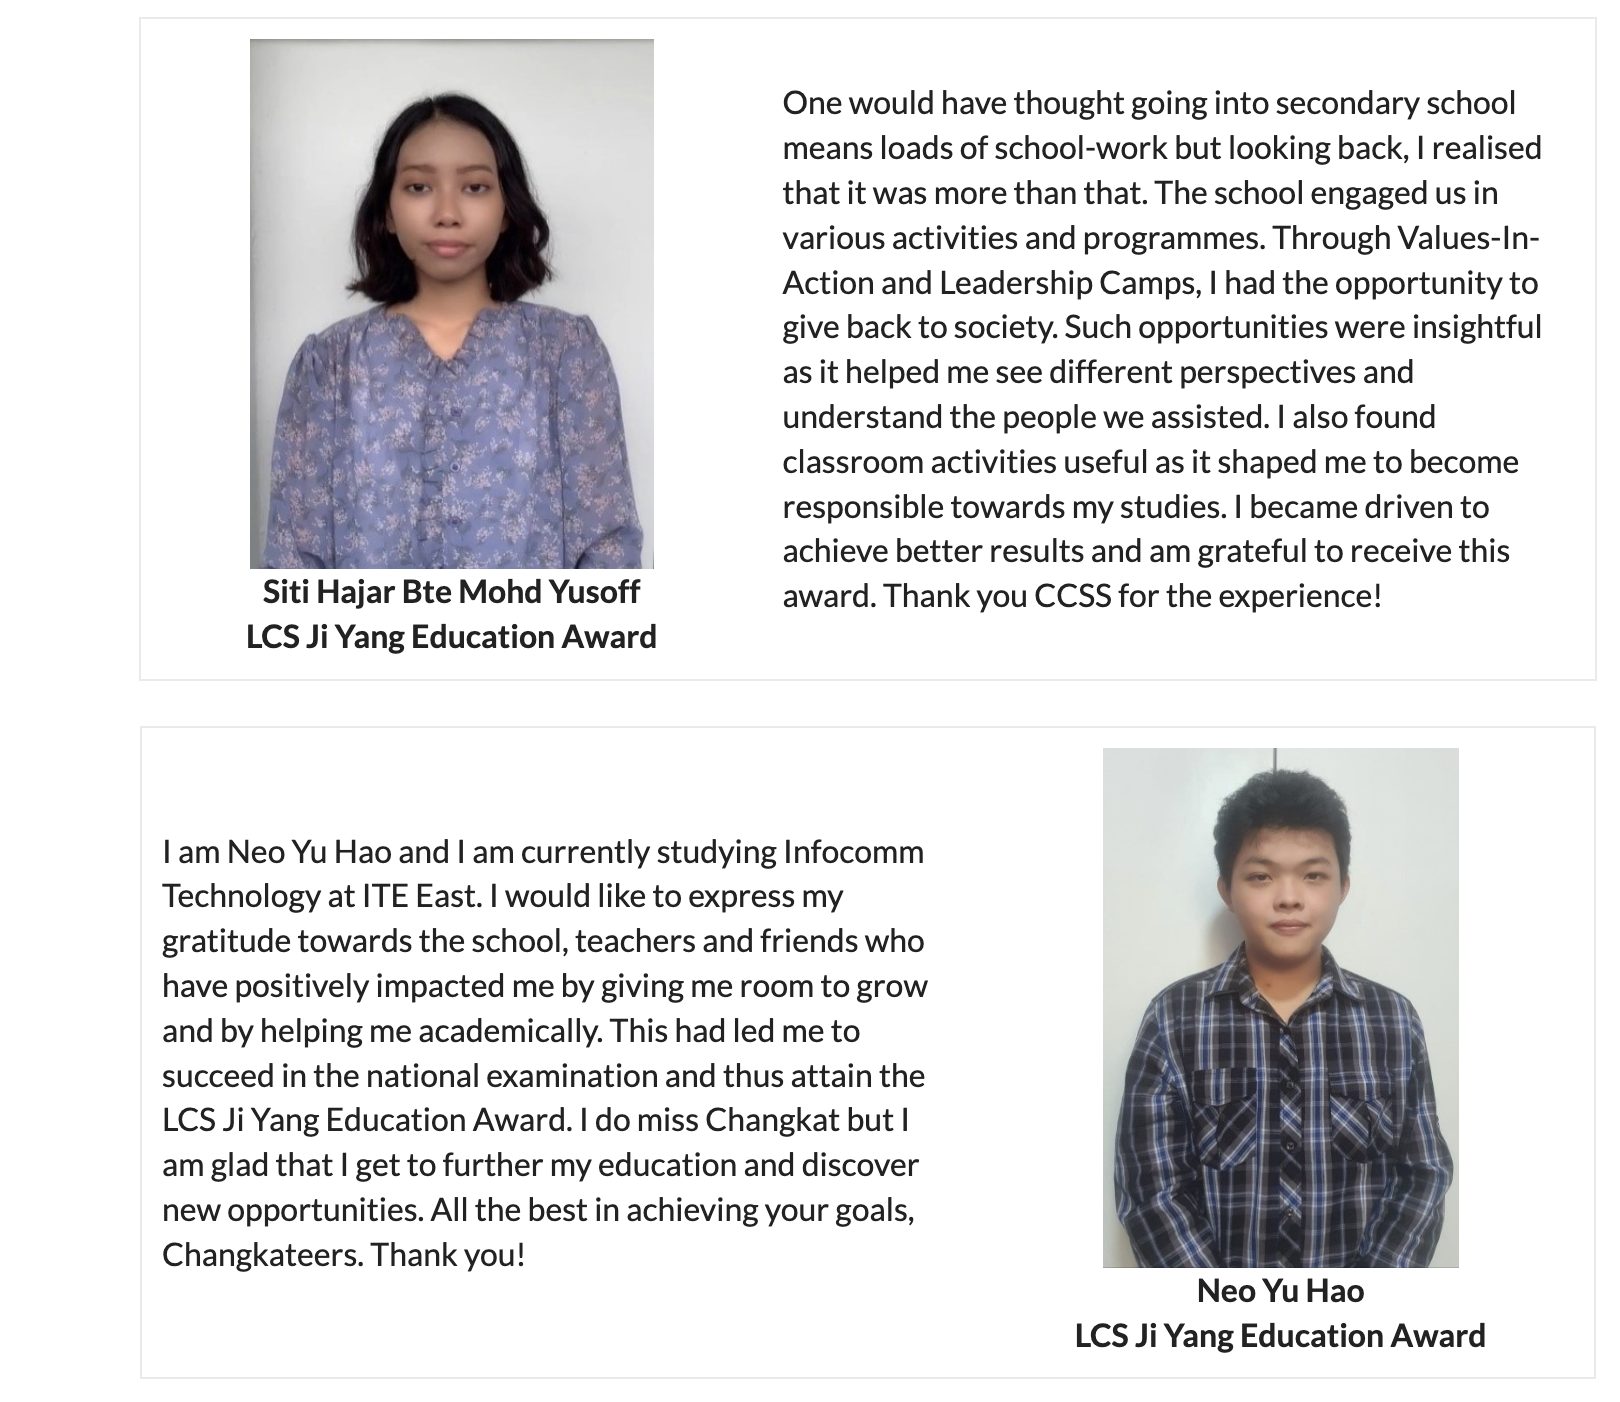 One would have thought going into secondary school
means loads of school-work but looking back, I realised
that it was more than that. The school engaged us in
various activities and programmes. Through Values-In-
Action and Leadership Camps, I had the opportunity to
give back to society. Such opportunities were insightful
as it helped me see different perspectives and
understand the people we assisted. I also found
classroom activities useful as it shaped me to become
responsible towards my studies. I became driven to
achieve better results and am grateful to receive this
award. Thank you CCSS for the experience!
Siti Hajar Bte Mohd Yusoff
LCS Ji Yang Education Award
I am Neo Yu Hao and I am currently studying Infocomm
Technology at ITE East. I would like to express my
gratitude towards the school, teachers and friends who
have positively impacted me by giving me room to grow
and by helping me academically. This had led me to
succeed in the national examination and thus attain the
LCS Ji Yang Education Award. I do miss Changkat but I
am glad that I get to further my education and discover
new opportunities. All the best in achieving your goals,
Changkateers. Thank you!
Neo Yu Hao
LCS Ji Yang Education Award